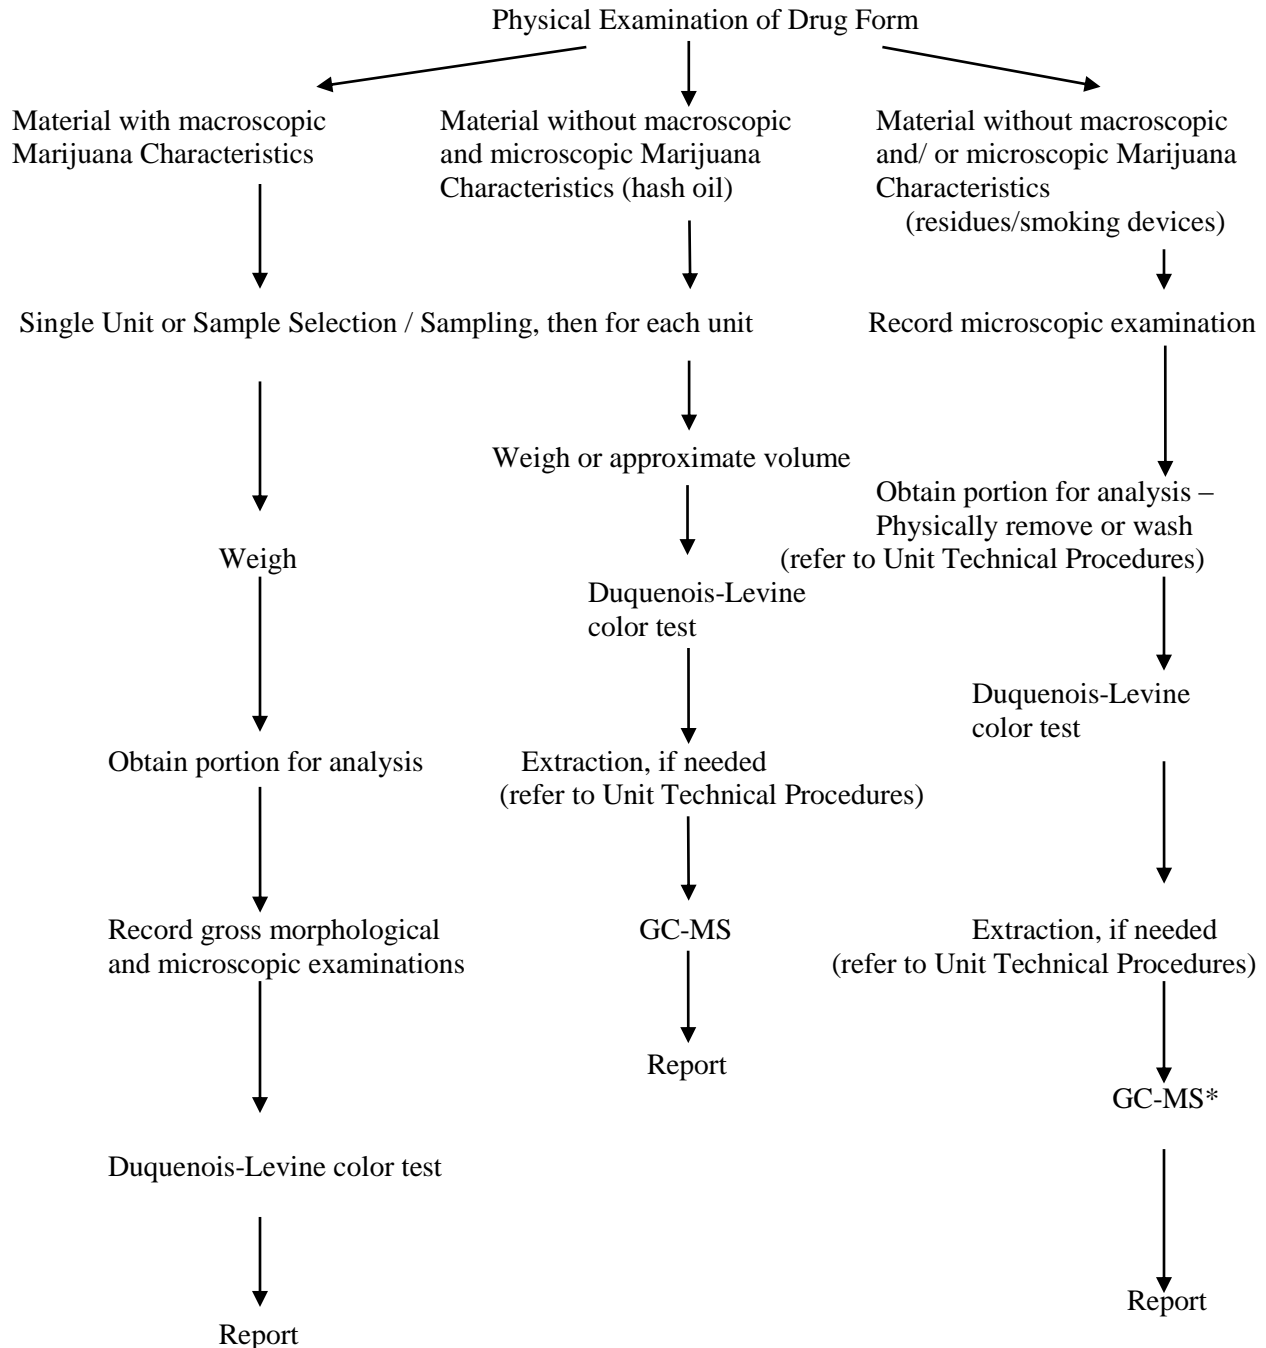 Physical Examination of Drug Form
Material with macroscopic
Marijuana Characteristics
Material without macroscopic
and microscopic Marijuana
Characteristics (hash oil)
Material without macroscopic
and/ or microscopic Marijuana
Characteristics
(residues/smoking devices)
Single Unit or Sample Selection / Sampling, then for each unit
Record microscopic examination
Weigh
Weigh or approximate volume
Obtain portion for analysis –
Physically remove or wash
(refer to Unit Technical Procedures)
Duquenois-Levine
color test
Duquenois-Levine
color test
Obtain portion for analysis
Extraction, if needed
(refer to Unit Technical Procedures)
Record gross morphological
and microscopic examinations
GC-MS
Extraction, if needed
(refer to Unit Technical Procedures)
Report
GC-MS*
Duquenois-Levine color test
Report
Report